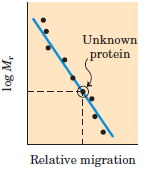 Unknown
protein
log Mr
Relative migration